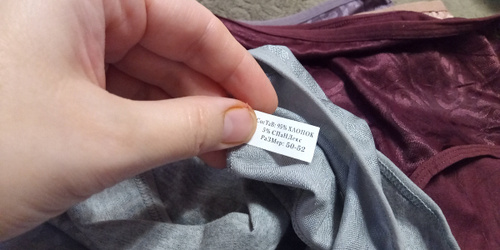 Состав: 95% ХЛОПОК
5% СПаНДекс
РаЗМер: 50-52